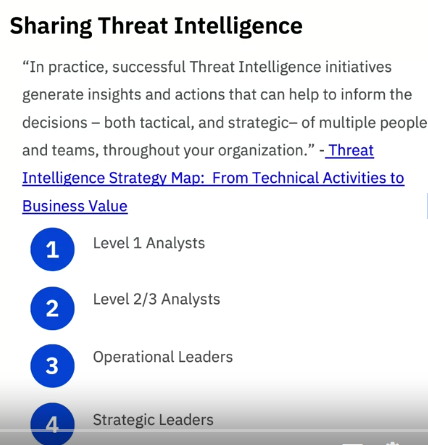 Sharing Threat Intelligence
“In practice, successful Threat Intelligence initiatives
generate insights and actions that can help to inform the
decisions – both tactical, and strategic– of multiple people
and teams, throughout your organization.” - Threat
Intelligence Strategy Map: From Technical Activities to
Business Value
1 Level 1 Analysts
2 Level 2/3 Analysts
3 Operational Leaders
4 Strategic Leaders